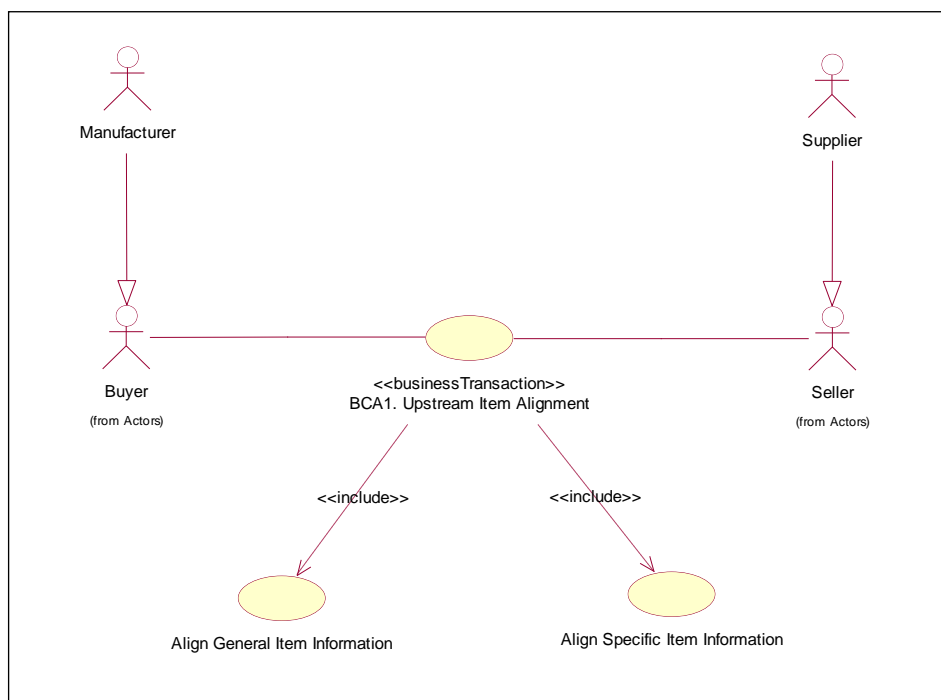 Manufacturer
Supplier
Buyer
(from Actors)
<<businessTransaction>>
BCA1. Upstream Item Alignment
Seller
(from Actors)
<<include>>
<<include>>
Align General Item Information
Align Specific Item Information